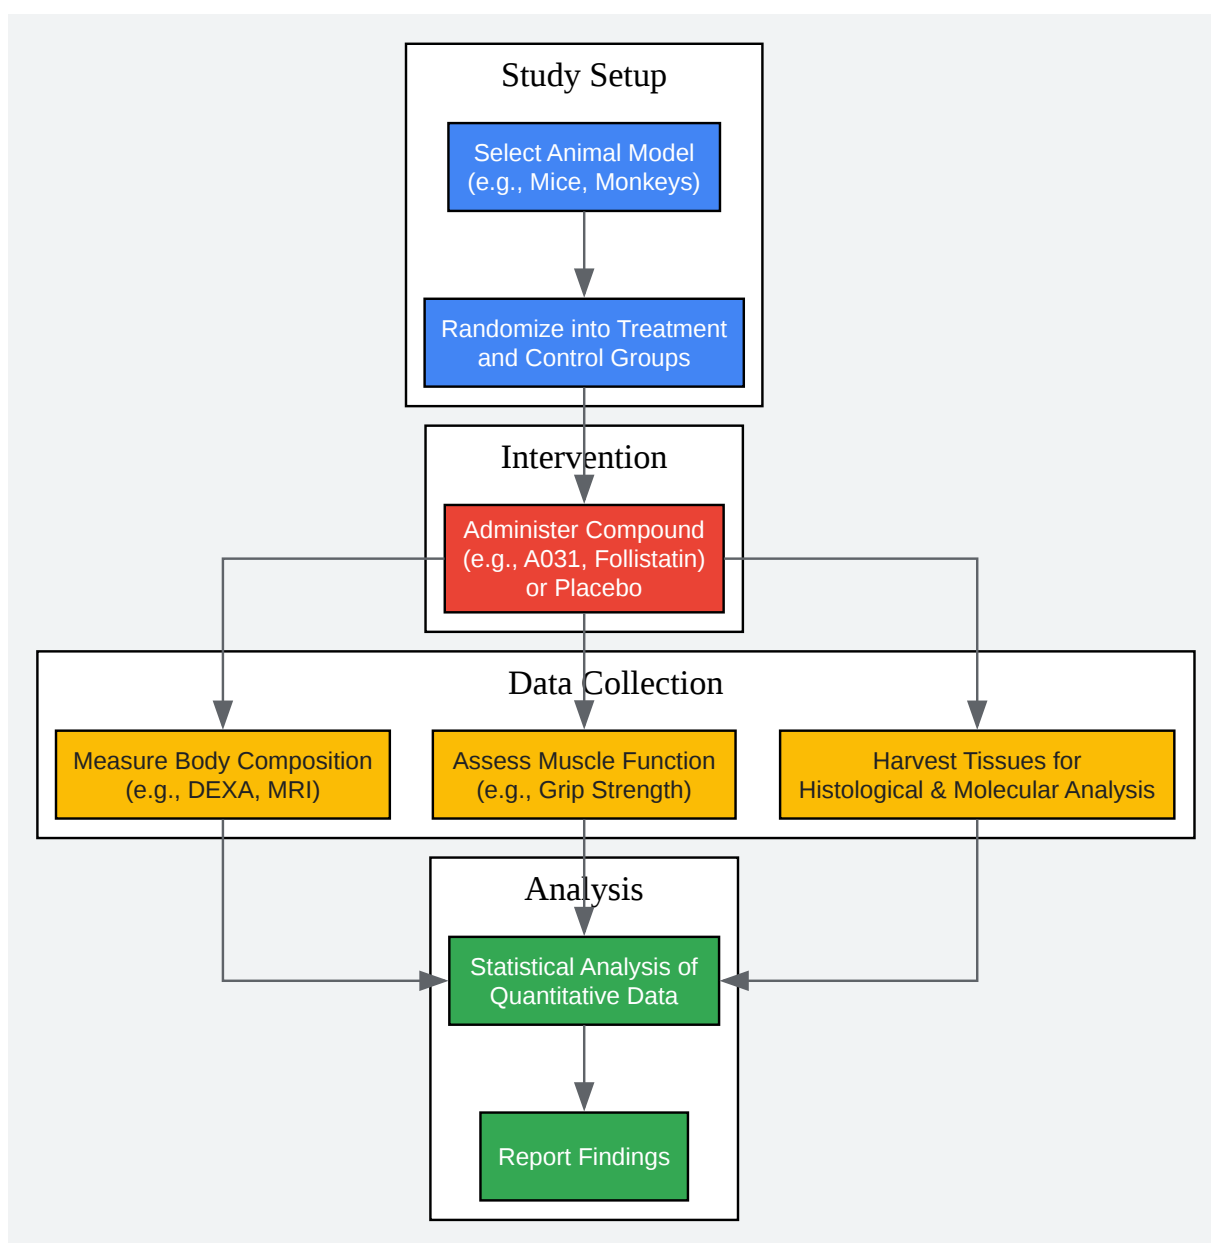 Study Setup
Select Animal Model
(e.g., Mice, Monkeys)
Randomize into Treatment
and Control Groups
Intervention
Administer Compound
(e.g., A031, Follistatin)
or Placebo
Data Collection
Measure Body Composition
(e.g., DEXA, MRI)
Assess Muscle Function
(e.g., Grip Strength)
Harvest Tissues for
Histological & Molecular Analysis
Analysis
Statistical Analysis of
Quantitative Data
Report Findings